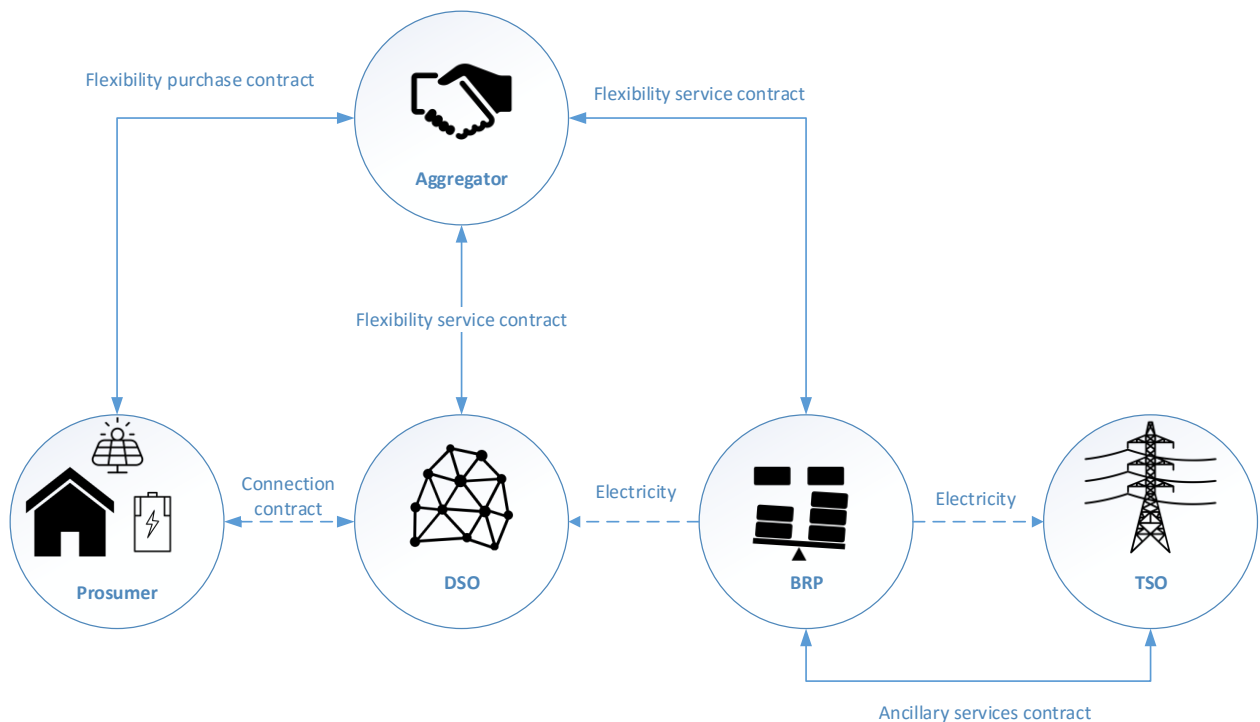 Flexibility purchase contract
Flexibility service contract
Aggregator
Flexibility service contract
Connection
contract
Electricity
Electricity
Prosumer
DSO
BRP
TSO
Ancillary services contract